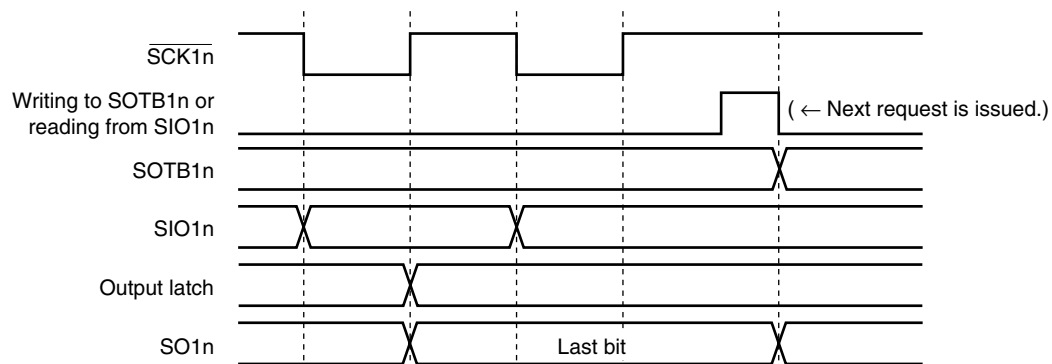 SCK1n
Writing to SOTB1n or
reading from SIO1n
( ← Next request is issued.)
SOTB1n
SIO1n
Output latch
SO1n
Last bit